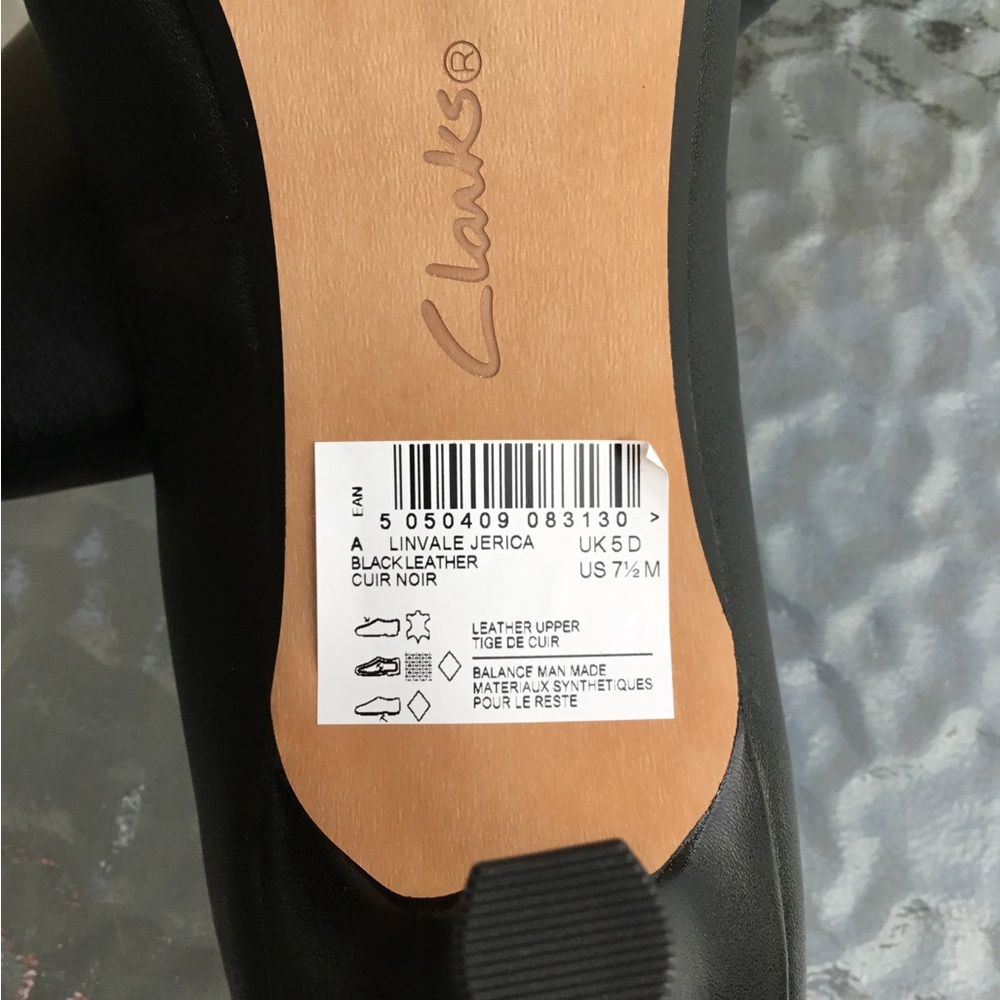 Clarks®
EAN
5 050409 083130 >
A LINVALE JERICA UK 5 D
BLACK LEATHER US 7½ M
CUIR NOIR
LEATHER UPPER
TIGE DE CUIR
BALANCE MAN MADE
MATERIAUX SYNTHETIQUES
POUR LE RESTE